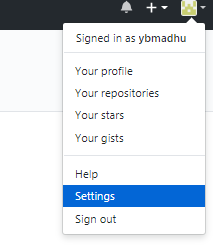 Signed in as ybmadhu
Your profile
Your repositories
Your stars
Your gists
Help
Settings
Sign out